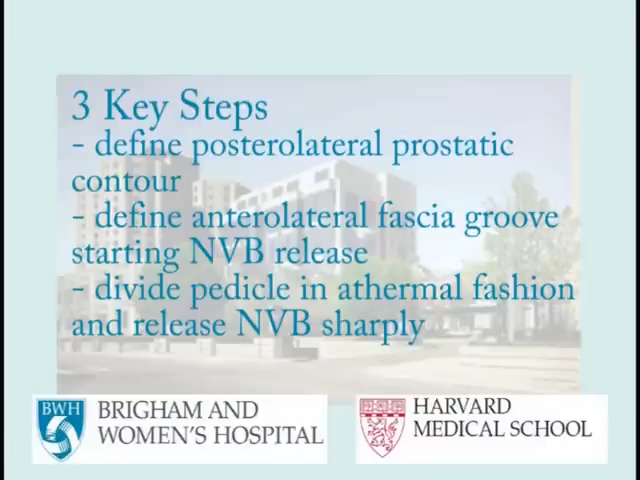 3 Key Steps
- define posterolateral prostatic
contour
- define anterolateral fascia groove
starting NVB release
- divide pedicle in athermal fashion
and release NVB sharply
BWH
BRIGHAM AND
WOMEN'S HOSPITAL
HARVARD
MEDICAL SCHOOL